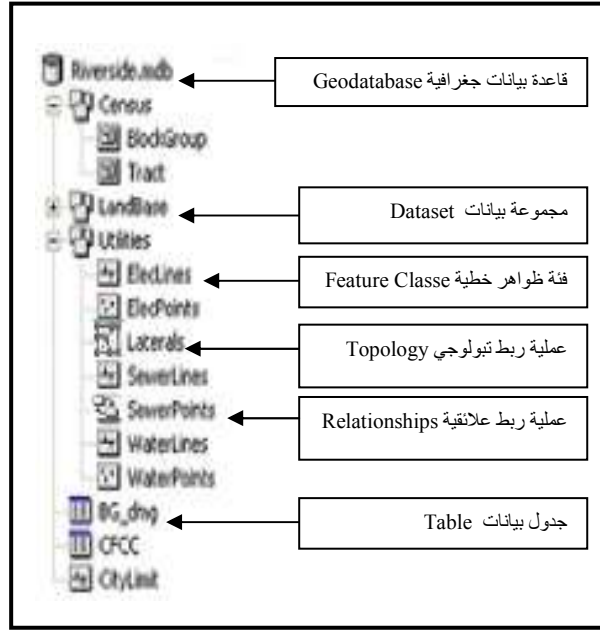 Riverside.mdb
قاعدة بيانات جغرافية Geodatabase
Census
BlockGroup
Tract
LandBase
مجموعة بيانات Dataset
Utilities
ElecLines
فئة ظواهر خطية Feature Classe
ElecPoints
Laterals
عملية ربط تبولوجي Topology
SewerLines
SewerPoints
عملية ربط علائقية Relationships
WaterLines
WaterPoints
BG_dwg
جدول بيانات Table
CFCC
CityLimit